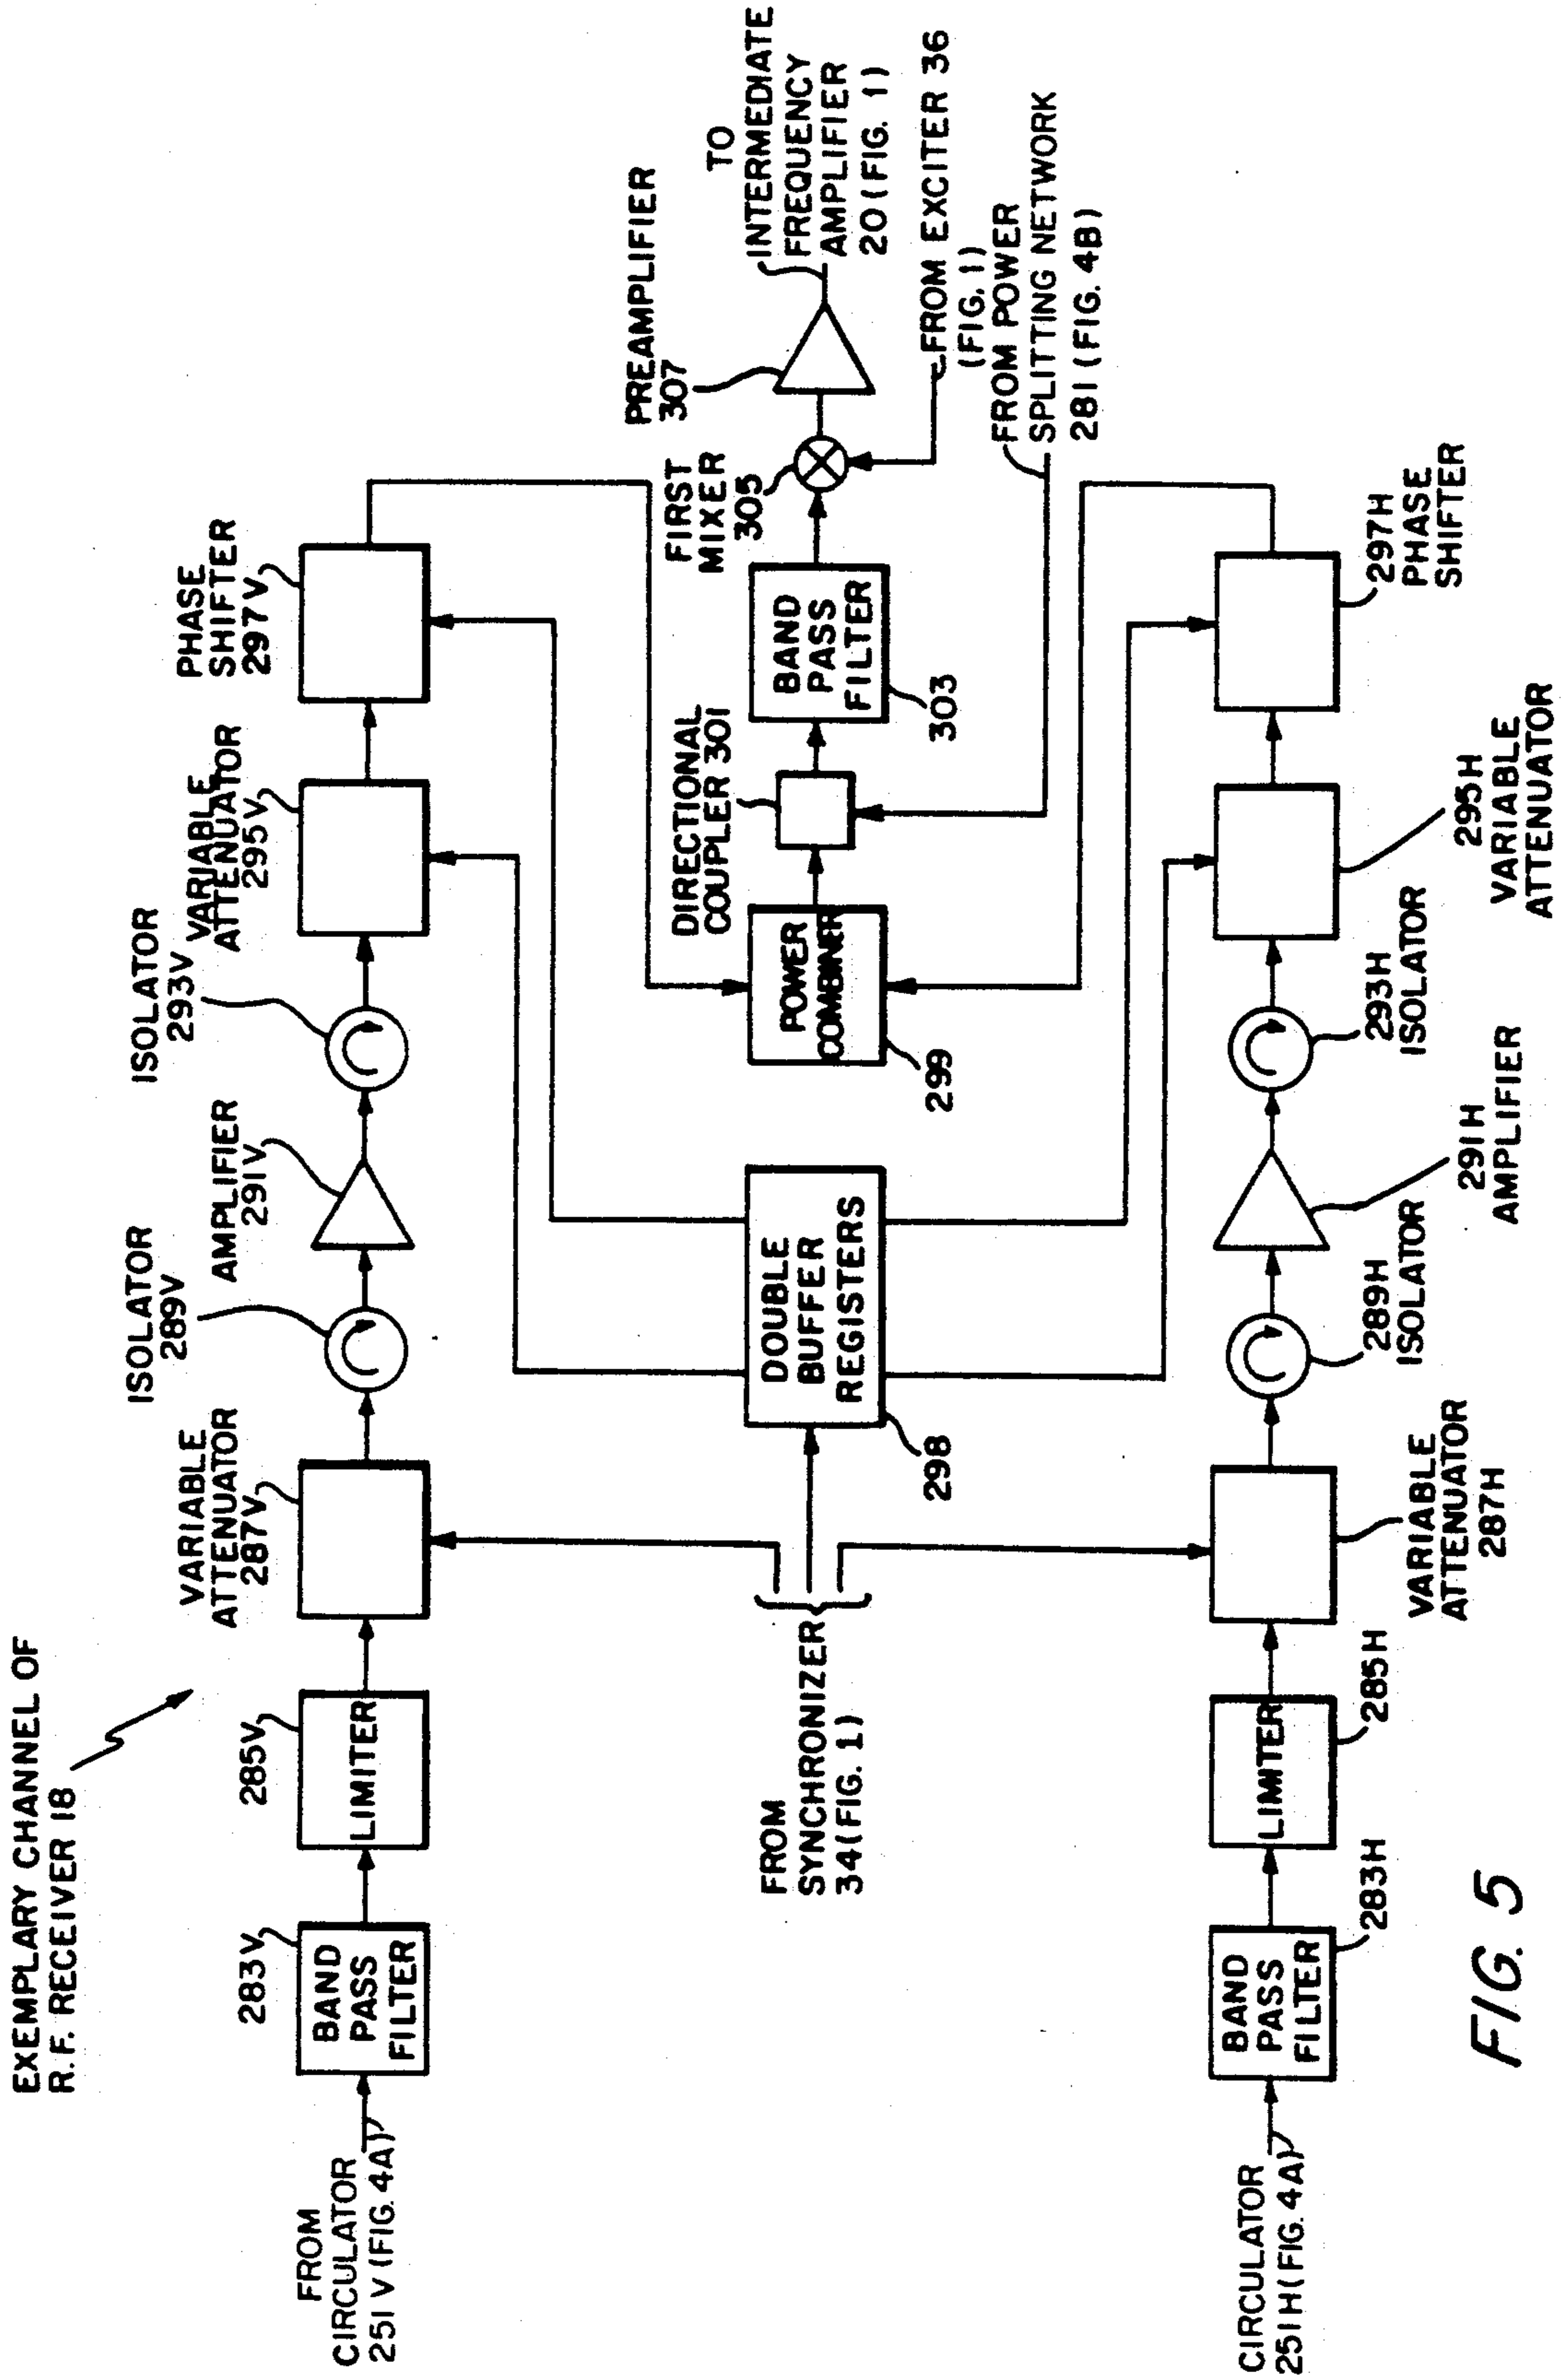 EXEMPLARY CHANNEL OF
R.F. RECEIVER 18
FROM
CIRCULATOR
251V (FIG. 4A)
283V
BAND
PASS
FILTER
285V
LIMITER
VARIABLE
ATTENUATOR
287V
ISOLATOR
289V
AMPLIFIER
291V
ISOLATOR
293V
VARIABLE
ATTENUATOR
295V
PHASE
SHIFTER
297V
FROM
SYNCHRONIZER
34 (FIG. 1)
DOUBLE
BUFFER
REGISTERS
298
POWER
COMBINER
299
DIRECTIONAL
COUPLER 301
BAND
PASS
FILTER
303
FIRST
MIXER
305
PREAMPLIFIER
307
TO
INTERMEDIATE
FREQUENCY
AMPLIFIER
20 (FIG. 1)
FROM EXCITER 36
(FIG. 1)
FROM POWER
SPLITTING NETWORK
281 (FIG. 4B)
CIRCULATOR
251H (FIG. 4A)
BAND
PASS
FILTER
283H
LIMITER
285H
VARIABLE
ATTENUATOR
287H
289H
ISOLATOR
291H
AMPLIFIER
293H
ISOLATOR
295H
VARIABLE
ATTENUATOR
297H
PHASE
SHIFTER
FIG. 5